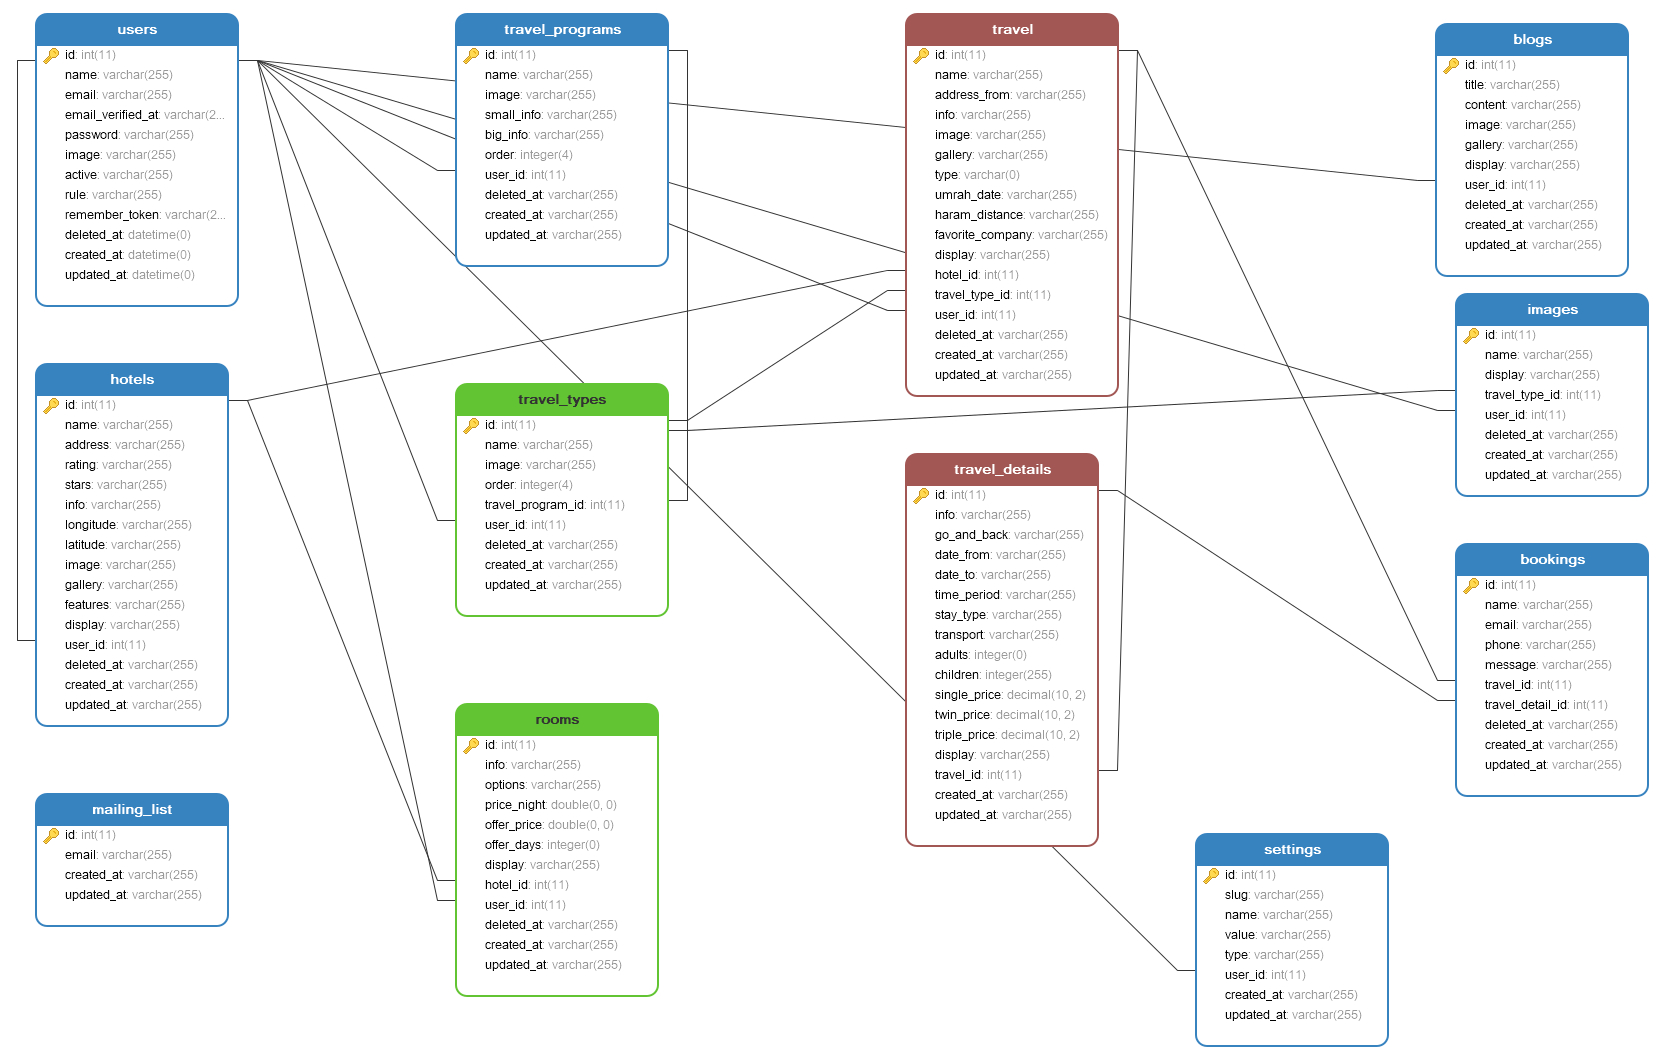 users
id: int(11)
name: varchar(255)
email: varchar(255)
email_verified_at: varchar(2...
password: varchar(255)
image: varchar(255)
active: varchar(255)
rule: varchar(255)
remember_token: varchar(2...
deleted_at: datetime(0)
created_at: datetime(0)
updated_at: datetime(0)
travel_programs
id: int(11)
name: varchar(255)
image: varchar(255)
small_info: varchar(255)
big_info: varchar(255)
order: integer(4)
user_id: int(11)
deleted_at: varchar(255)
created_at: varchar(255)
updated_at: varchar(255)
travel
id: int(11)
name: varchar(255)
address_from: varchar(255)
info: varchar(255)
image: varchar(255)
gallery: varchar(255)
type: varchar(0)
umrah_date: varchar(255)
haram_distance: varchar(255)
favorite_company: varchar(255)
display: varchar(255)
hotel_id: int(11)
travel_type_id: int(11)
user_id: int(11)
deleted_at: varchar(255)
created_at: varchar(255)
updated_at: varchar(255)
blogs
id: int(11)
title: varchar(255)
content: varchar(255)
image: varchar(255)
gallery: varchar(255)
display: varchar(255)
user_id: int(11)
deleted_at: varchar(255)
created_at: varchar(255)
updated_at: varchar(255)
images
id: int(11)
name: varchar(255)
display: varchar(255)
travel_type_id: int(11)
user_id: int(11)
deleted_at: varchar(255)
created_at: varchar(255)
updated_at: varchar(255)
hotels
id: int(11)
name: varchar(255)
address: varchar(255)
rating: varchar(255)
stars: varchar(255)
info: varchar(255)
longitude: varchar(255)
latitude: varchar(255)
image: varchar(255)
gallery: varchar(255)
features: varchar(255)
display: varchar(255)
user_id: int(11)
deleted_at: varchar(255)
created_at: varchar(255)
updated_at: varchar(255)
travel_types
id: int(11)
name: varchar(255)
image: varchar(255)
order: integer(4)
travel_program_id: int(11)
user_id: int(11)
deleted_at: varchar(255)
created_at: varchar(255)
updated_at: varchar(255)
travel_details
id: int(11)
info: varchar(255)
go_and_back: varchar(255)
date_from: varchar(255)
date_to: varchar(255)
time_period: varchar(255)
stay_type: varchar(255)
transport: varchar(255)
adults: integer(0)
children: integer(255)
single_price: decimal(10, 2)
twin_price: decimal(10, 2)
triple_price: decimal(10, 2)
display: varchar(255)
travel_id: int(11)
created_at: varchar(255)
updated_at: varchar(255)
bookings
id: int(11)
name: varchar(255)
email: varchar(255)
phone: varchar(255)
message: varchar(255)
travel_id: int(11)
travel_detail_id: int(11)
deleted_at: varchar(255)
created_at: varchar(255)
updated_at: varchar(255)
rooms
id: int(11)
info: varchar(255)
options: varchar(255)
price_night: double(0, 0)
offer_price: double(0, 0)
offer_days: integer(0)
display: varchar(255)
hotel_id: int(11)
user_id: int(11)
deleted_at: varchar(255)
created_at: varchar(255)
updated_at: varchar(255)
mailing_list
id: int(11)
email: varchar(255)
created_at: varchar(255)
updated_at: varchar(255)
settings
id: int(11)
slug: varchar(255)
name: varchar(255)
value: varchar(255)
type: varchar(255)
user_id: int(11)
created_at: varchar(255)
updated_at: varchar(255)